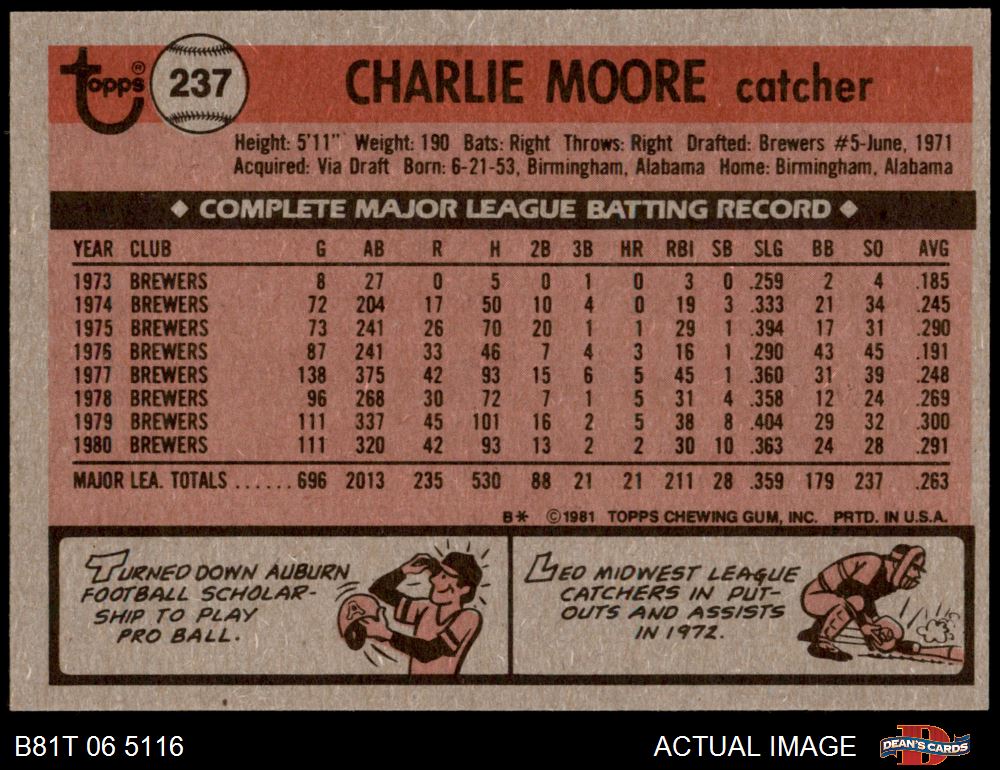 Topps® 237 CHARLIE MOORE catcher
Height: 5'11" Weight: 190 Bats: Right Throws: Right Drafted: Brewers #5-June, 1971
Acquired: Via Draft Born: 6-21-53, Birmingham, Alabama Home: Birmingham, Alabama
◆ COMPLETE MAJOR LEAGUE BATTING RECORD ◆
YEAR CLUB G AB R H 2B 3B HR RBI SB SLG BB SO AVG
1973 BREWERS 8 27 0 5 0 1 0 3 0 .259 2 4 .185
1974 BREWERS 72 204 17 50 10 4 0 19 3 .333 21 34 .245
1975 BREWERS 73 241 26 70 20 1 1 29 1 .394 17 31 .290
1976 BREWERS 87 241 33 46 7 4 3 16 1 .290 43 45 .191
1977 BREWERS 138 375 42 93 15 6 5 45 1 .360 31 39 .248
1978 BREWERS 96 268 30 72 7 1 5 31 4 .358 12 24 .269
1979 BREWERS 111 337 45 101 16 2 5 38 8 .404 29 32 .300
1980 BREWERS 111 320 42 93 13 2 2 30 10 .363 24 28 .291
MAJOR LEA. TOTALS ...... 696 2013 235 530 88 21 21 211 28 .359 179 237 .263
B* ©1981 TOPPS CHEWING GUM, INC. PRTD. IN U.S.A.
TURNED DOWN AUBURN
FOOTBALL SCHOLAR-
SHIP TO PLAY
PRO BALL.
LED MIDWEST LEAGUE
CATCHERS IN PUT-
OUTS AND ASSISTS
IN 1972.
B81T 06 5116 ACTUAL IMAGE DEAN'S CARDS